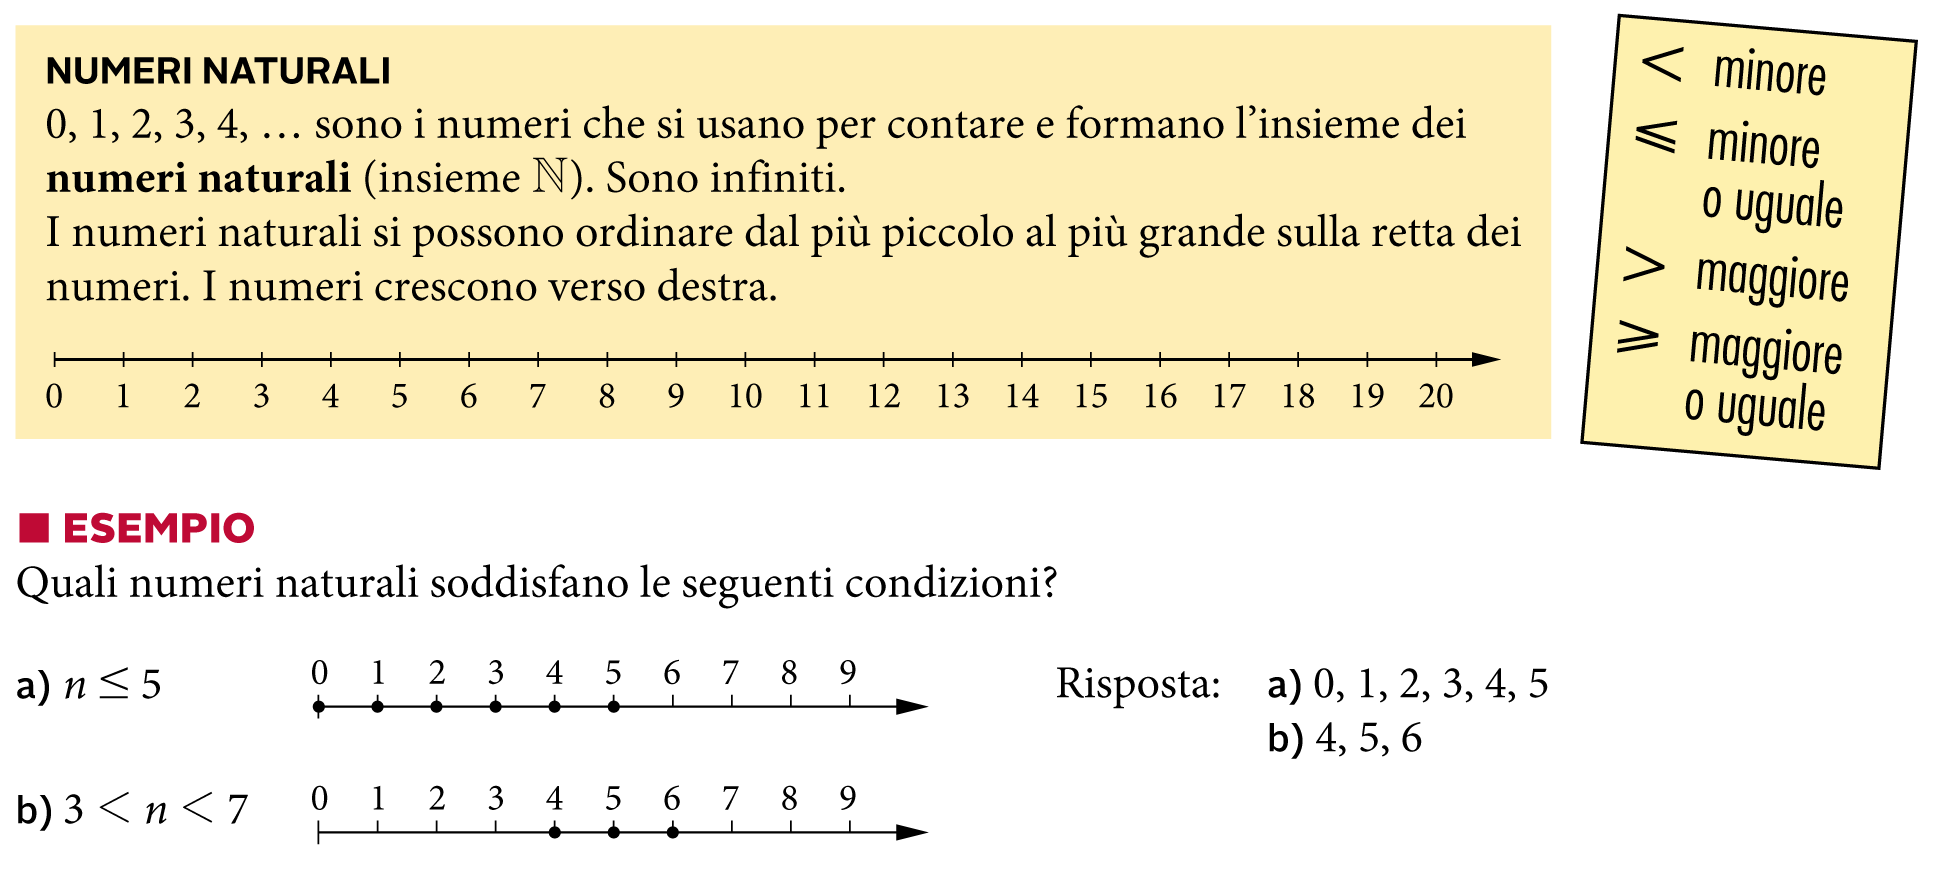 NUMERI NATURALI
0, 1, 2, 3, 4, … sono i numeri che si usano per contare e formano l’insieme dei
numeri naturali (insieme ℕ). Sono infiniti.
I numeri naturali si possono ordinare dal più piccolo al più grande sulla retta dei
numeri. I numeri crescono verso destra.
0 1 2 3 4 5 6 7 8 9 10 11 12 13 14 15 16 17 18 19 20
< minore
⩽ minore
o uguale
> maggiore
⩾ maggiore
o uguale
ESEMPIO
Quali numeri naturali soddisfano le seguenti condizioni?
a) n ≤ 5
0 1 2 3 4 5 6 7 8 9
b) 3 < n < 7
0 1 2 3 4 5 6 7 8 9
Risposta: a) 0, 1, 2, 3, 4, 5
b) 4, 5, 6